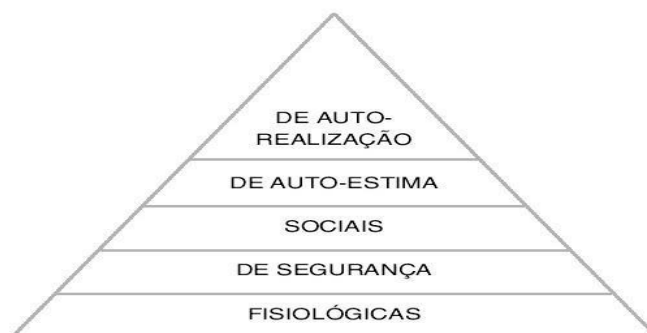 DE AUTO-
REALIZAÇÃO
DE AUTO-ESTIMA
SOCIAIS
DE SEGURANÇA
FISIOLÓGICAS